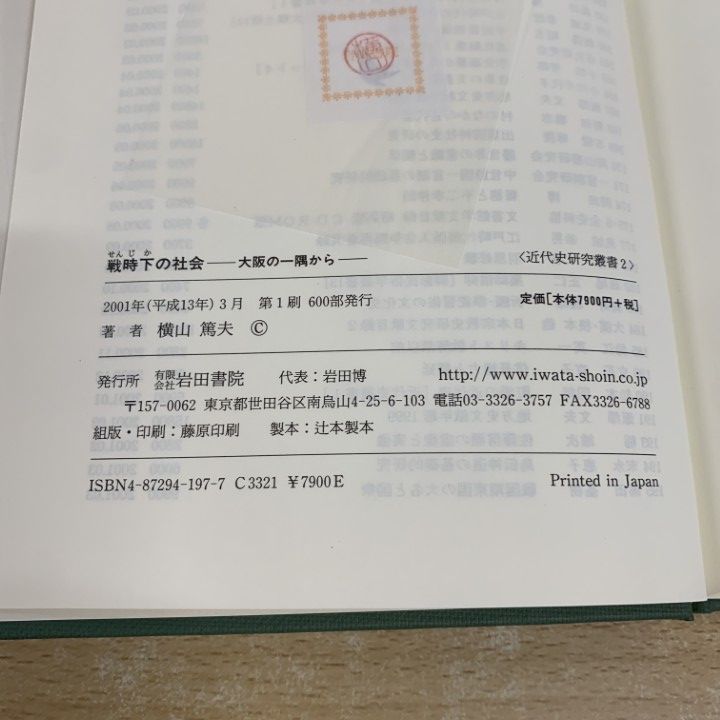 せんじか
戦時下の社会――大阪の一隅から――　〈近代史研究叢書2〉
2001年(平成13年) 3月　第1刷 600部発行　定価[本体7900円+税]
著　者　横山 篤夫　Ⓒ
発行所　有限会社岩田書院　代表：岩田博　http://www.iwata-shoin.co.jp
〒157-0062　東京都世田谷区南烏山4-25-6-103　電話03-3326-3757　FAX3326-6788
組版・印刷：藤原印刷　製本：辻本製本
ISBN4-87294-197-7　C3321　￥7900E　Printed in Japan